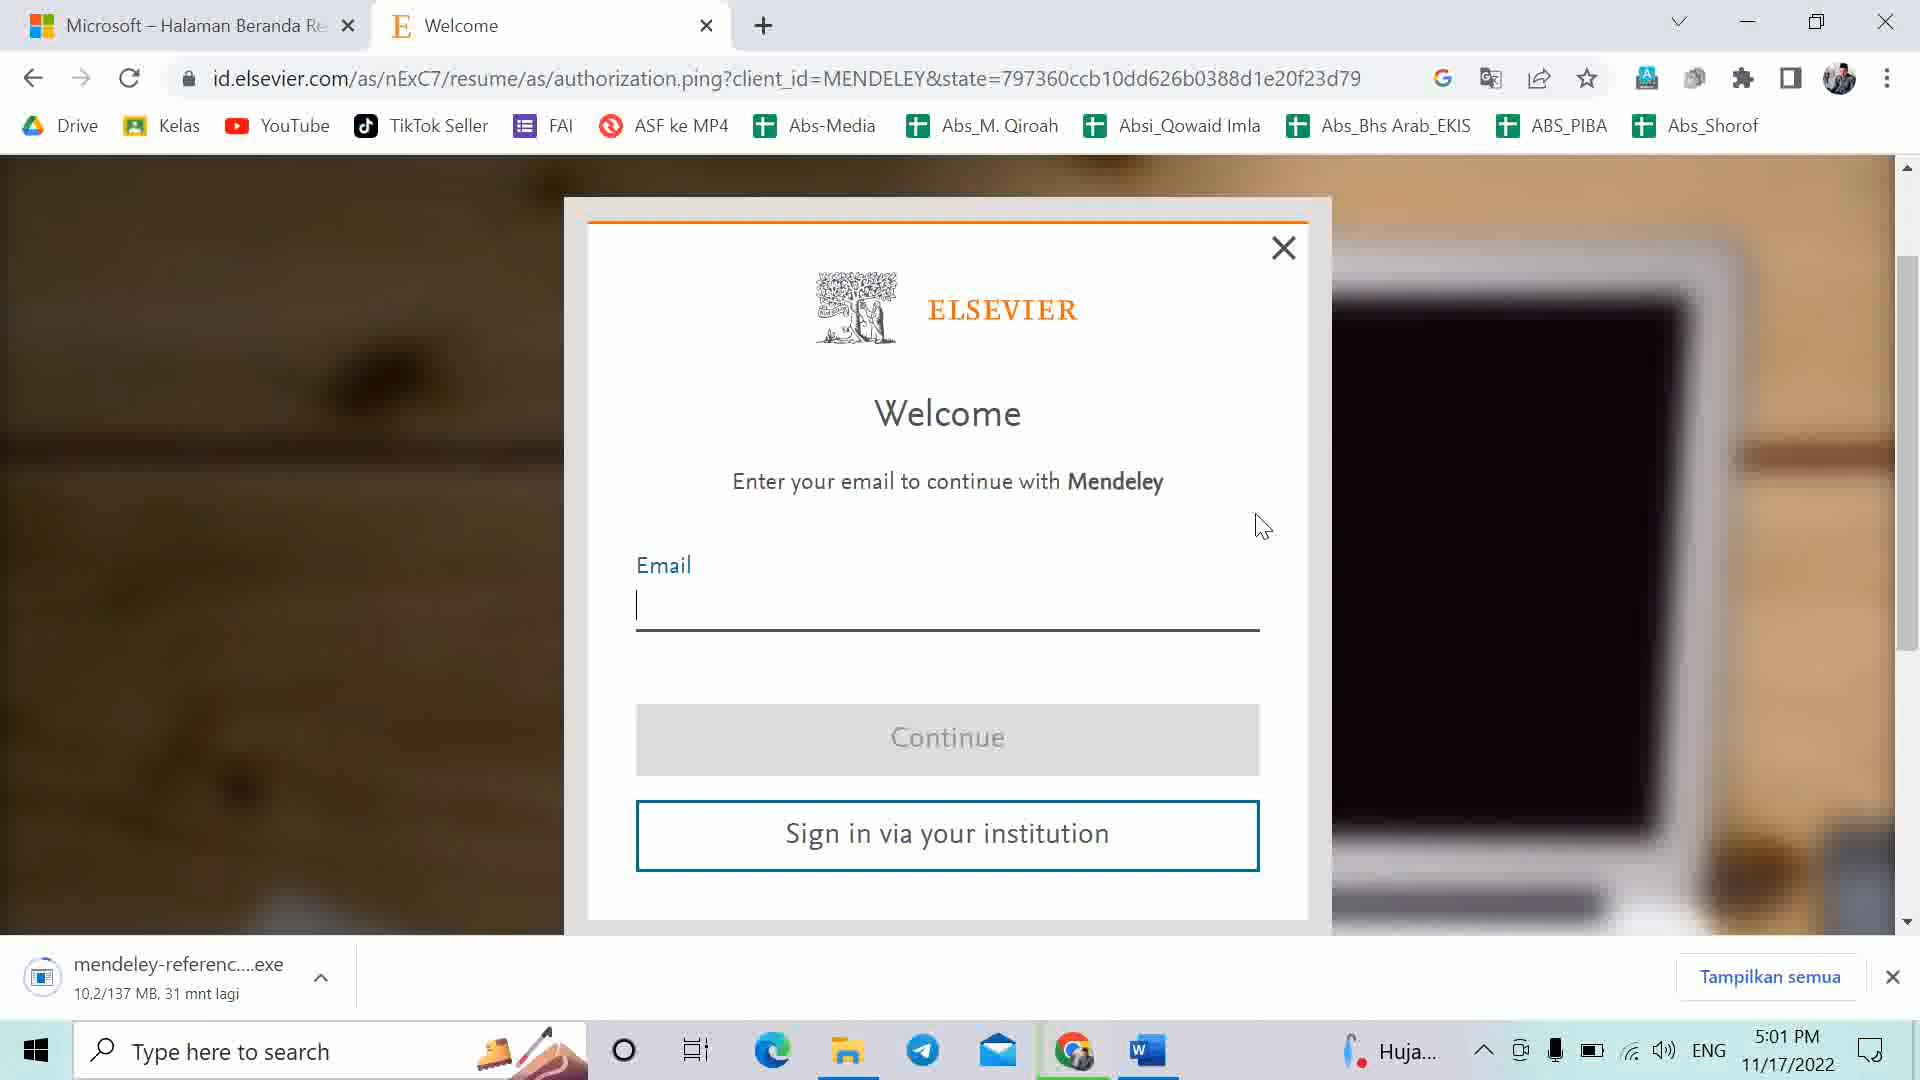 Microsoft – Halaman Beranda Re
E Welcome
id.elsevier.com/as/nExC7/resume/as/authorization.ping?client_id=MENDELEY&state=797360ccb10dd626b0388d1e20f23d79
Drive Kelas YouTube TikTok Seller FAI ASF ke MP4 Abs-Media Abs_M. Qiroah Absi_Qowaid Imla Abs_Bhs Arab_EKIS ABS_PIBA Abs_Shorof
ELSEVIER
Welcome
Enter your email to continue with Mendeley
Email
Continue
Sign in via your institution
mendeley-referenc....exe
10,2/137 MB, 31 mnt lagi
Tampilkan semua
Type here to search
Huja...
ENG
5:01 PM
11/17/2022